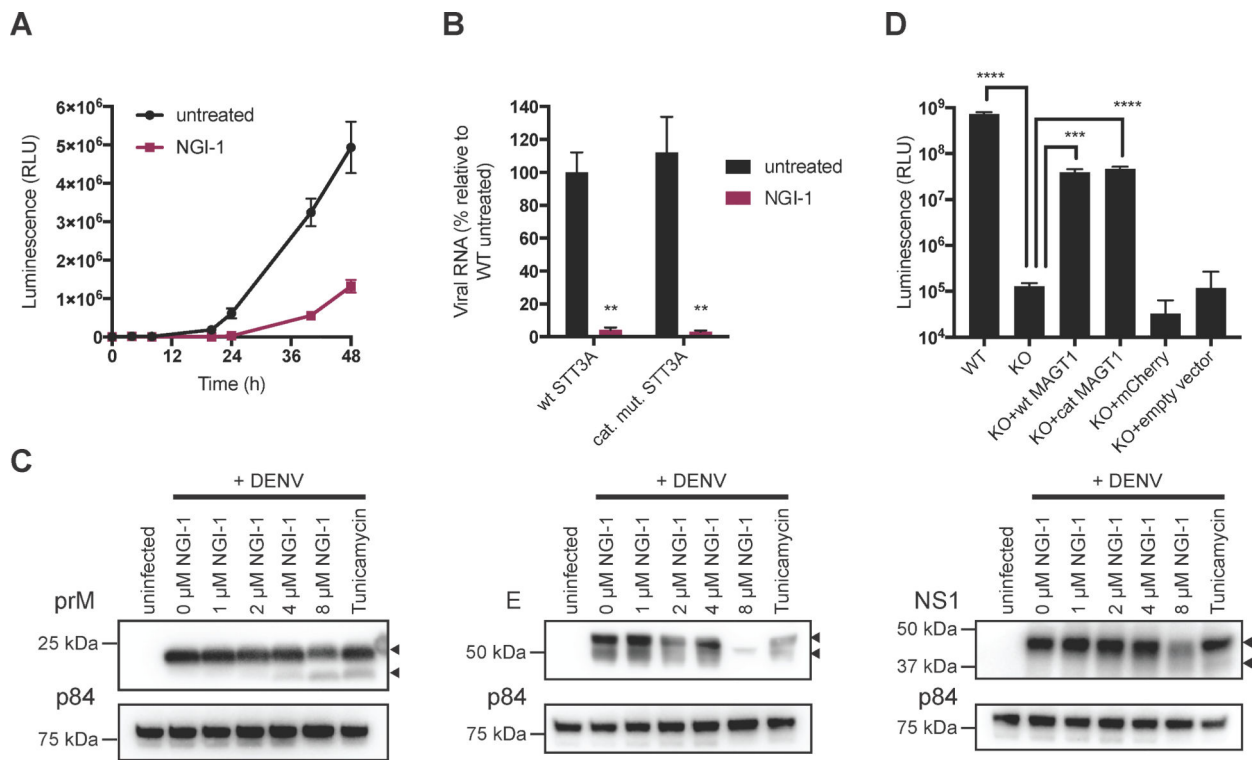 A
6×10⁶
5×10⁶
4×10⁶
3×10⁶
2×10⁶
1×10⁶
0
Luminescence (RLU)
untreated
NGI-1
0
12
24
36
48
Time (h)
B
140
120
100
80
60
40
20
0
Viral RNA (% relative to
WT untreated)
**
**
wt STT3A
cat. mut. STT3A
untreated
NGI-1
D
10⁹
10⁸
10⁷
10⁶
10⁵
10⁴
Luminescence (RLU)
****
***
****
WT
KO
KO+wt MAGT1
KO+cat MAGT1
KO+mCherry
KO+empty vector
C
+ DENV
uninfected
0 µM NGI-1
1 µM NGI-1
2 µM NGI-1
4 µM NGI-1
8 µM NGI-1
Tunicamycin
prM
25 kDa
p84
75 kDa
+ DENV
uninfected
0 µM NGI-1
1 µM NGI-1
2 µM NGI-1
4 µM NGI-1
8 µM NGI-1
Tunicamycin
E
50 kDa
p84
75 kDa
+ DENV
uninfected
0 µM NGI-1
1 µM NGI-1
2 µM NGI-1
4 µM NGI-1
8 µM NGI-1
Tunicamycin
NS1
50 kDa
37 kDa
p84
75 kDa